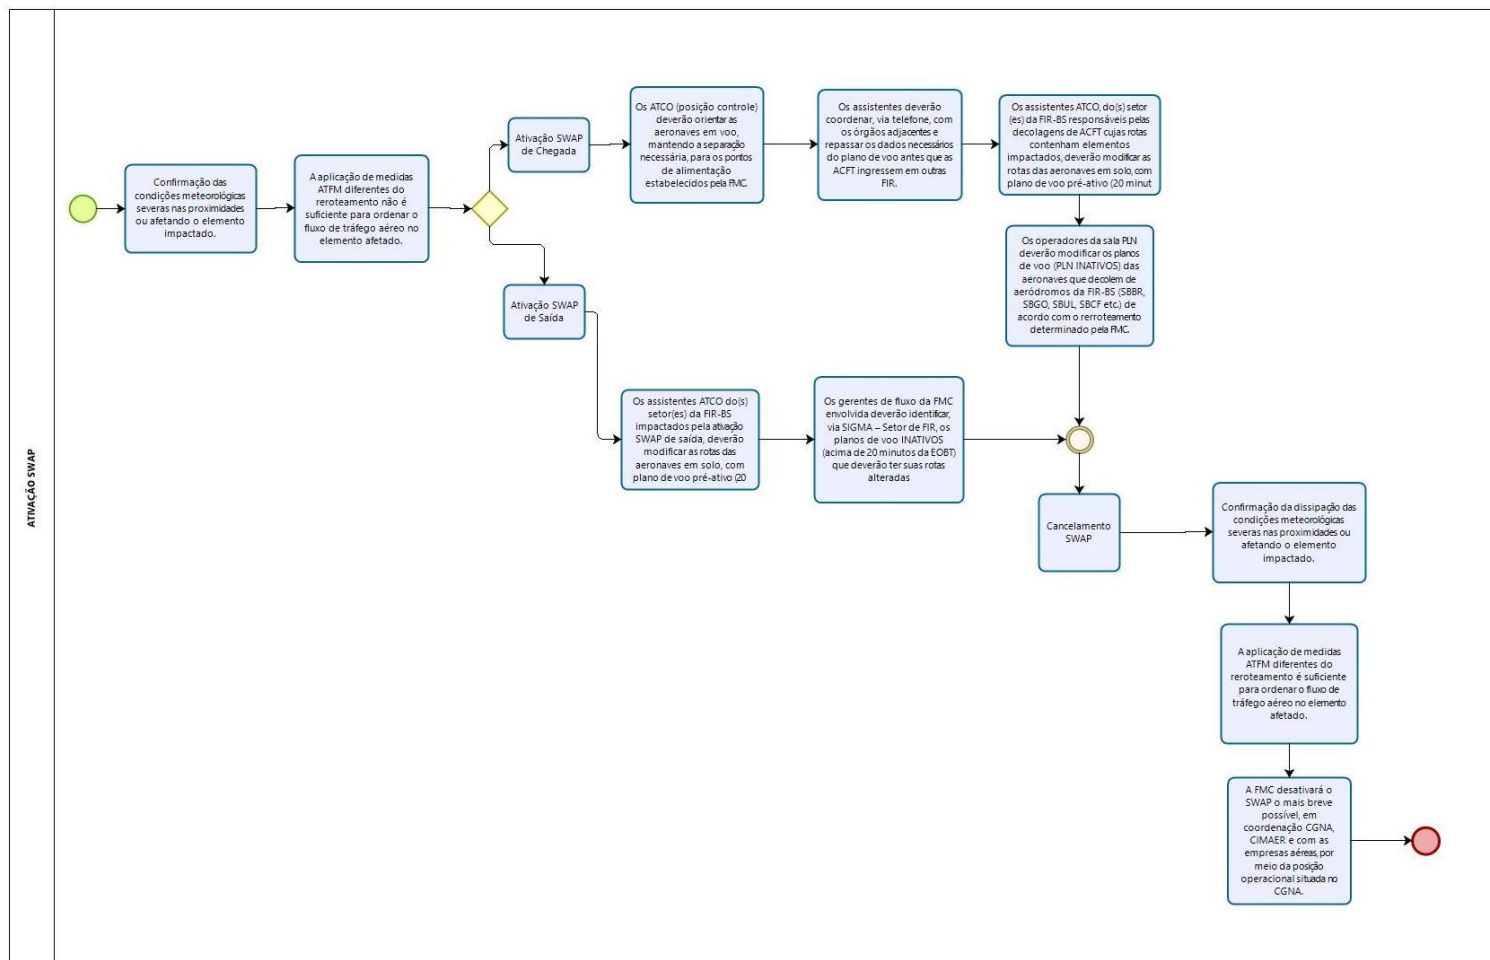 ATIVAÇÃO SWAP
Confirmação das
condições meteorológicas
severas nas proximidades
ou afetando o elemento
impactado.
A aplicação de medidas
ATFM diferentes do
reroteamento não é
suficiente para ordenar o
fluxo de tráfego aéreo no
elemento afetado.
Ativação SWAP
de Chegada
Os ATCO (posição controle)
deverão orientar as
aeronaves em voo,
mantendo a separação
necessária, para os pontos
de alimentação
estabelecidos pela FMC.
Os assistentes deverão
coordenar, via telefone, com
os órgãos adjacentes e
repassar os dados necessários
do plano de voo antes que as
ACFT ingressem em outras
FIR.
Os assistentes ATCO, do(s) setor
(es) da FIR-BS responsáveis pelas
decolagens de ACFT cujas rotas
contenham elementos
impactados, deverão modificar as
rotas das aeronaves em solo, com
plano de voo pré-ativo (20 minut
Os operadores da sala PLN
deverão modificar os planos
de voo (PLN INATIVOS) das
aeronaves que decolem de
aeródromos da FIR-BS (SBBR,
SBGO, SBUL, SBCF etc.) de
acordo com o rerroteamento
determinado pela FMC.
Ativação SWAP
de Saída
Os assistentes ATCO do(s)
setor(es) da FIR-BS
impactados pela ativação
SWAP de saída, deverão
modificar as rotas das
aeronaves em solo, com
plano de voo pré-ativo (20
Os gerentes de fluxo da FMC
envolvida deverão identificar,
via SIGMA – Setor de FIR, os
planos de voo INATIVOS
(acima de 20 minutos da EOBT)
que deverão ter suas rotas
alteradas
Cancelamento
SWAP
Confirmação da dissipação das
condições meteorológicas
severas nas proximidades ou
afetando o elemento
impactado.
A aplicação de medidas
ATFM diferentes do
reroteamento é suficiente
para ordenar o fluxo de
tráfego aéreo no elemento
afetado.
A FMC desativará o
SWAP o mais breve
possível, em
coordenação CGNA,
CIMAER e com as
empresas aéreas, por
meio da posição
operacional situada no
CGNA.